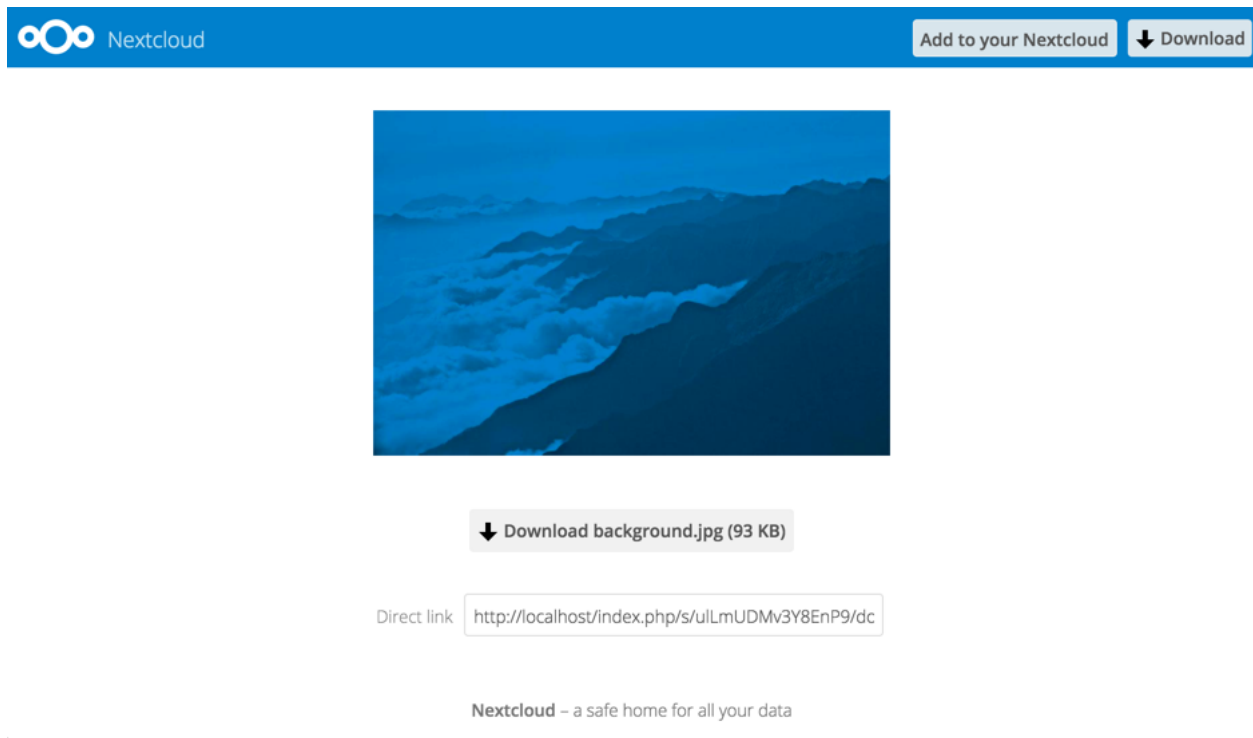 Nextcloud
Add to your Nextcloud
Download
Download background.jpg (93 KB)
Direct link
http://localhost/index.php/s/ulLmUDMv3Y8EnP9/dc
Nextcloud – a safe home for all your data